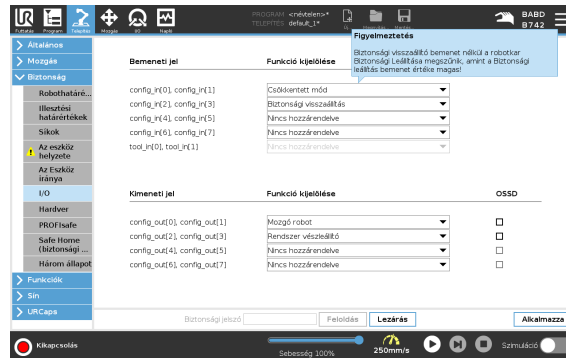 PROGRAM <névtelen>*
TELEPÍTÉS default_1*
BABD
B742
Futtatás Program Telepítés Mozgás I/O Napló
Új
Figyelmeztetés
Biztonsági visszaállító bemenet nélküla robotkar
Biztonsági Leállítása megszűnik, amint a Biztonsági
leállítás bemenet értéke magas!
Általános
Mozgás
Biztonság
Robothatáré...
Illesztési
határértékek
Síkok
Az eszköz
helyzete
Az Eszköz
iránya
I/O
Hardver
PROFIsafe
Safe Home
(biztonsági ...
Három állapot
Funkciók
Sín
URCaps
Bemeneti jel Funkció kijelölése
config_in[0], config_in[1] Csökkentett mód
config_in[2], config_in[3] Biztonsági visszaállítás
config_in[4], config_in[5] Nincs hozzárendelve
config_in[6], config_in[7] Nincs hozzárendelve
tool_in[0], tool_in[1] Nincs hozzárendelve
Kimeneti jel Funkció kijelölése OSSD
config_out[0], config_out[1] Mozgó robot
config_out[2], config_out[3] Rendszer vészleállító
config_out[4], config_out[5] Nincs hozzárendelve
config_out[6], config_out[7] Nincs hozzárendelve
Biztonsági jelszó Feloldás Lezárás Alkalmazza
Kikapcsolás
Sebesség 100%
250mm/s
Szimuláció